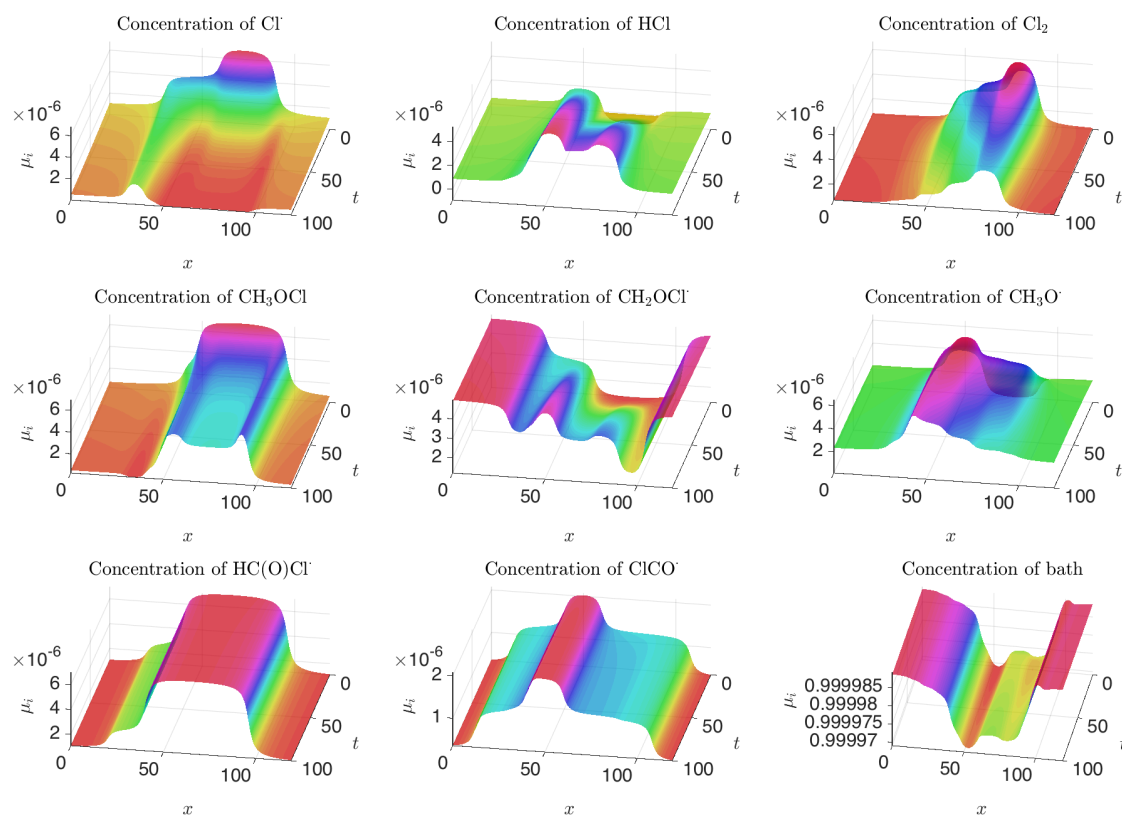 Concentration of Cl˙
Concentration of HCl
Concentration of Cl₂
×10⁻⁶
6
4
2
μᵢ
0
50
100
x
0
50
100
t
×10⁻⁶
6
4
2
0
μᵢ
0
50
100
x
0
50
100
t
×10⁻⁶
6
4
2
μᵢ
0
50
100
x
0
50
100
t
Concentration of CH₃OCl
Concentration of CH₂OCl˙
Concentration of CH₃O˙
×10⁻⁶
6
4
2
μᵢ
0
50
100
x
0
50
100
t
×10⁻⁶
4
3
2
μᵢ
0
50
100
x
0
50
100
t
×10⁻⁶
6
4
2
μᵢ
0
50
100
x
0
50
100
t
Concentration of HC(O)Cl˙
Concentration of ClCO˙
Concentration of bath
×10⁻⁶
6
4
2
μᵢ
0
50
100
x
0
50
100
t
×10⁻⁶
2
1
μᵢ
0
50
100
x
0
50
100
t
0.999985
0.99998
0.999975
0.99997
μᵢ
0
50
100
x
0
50
100
t